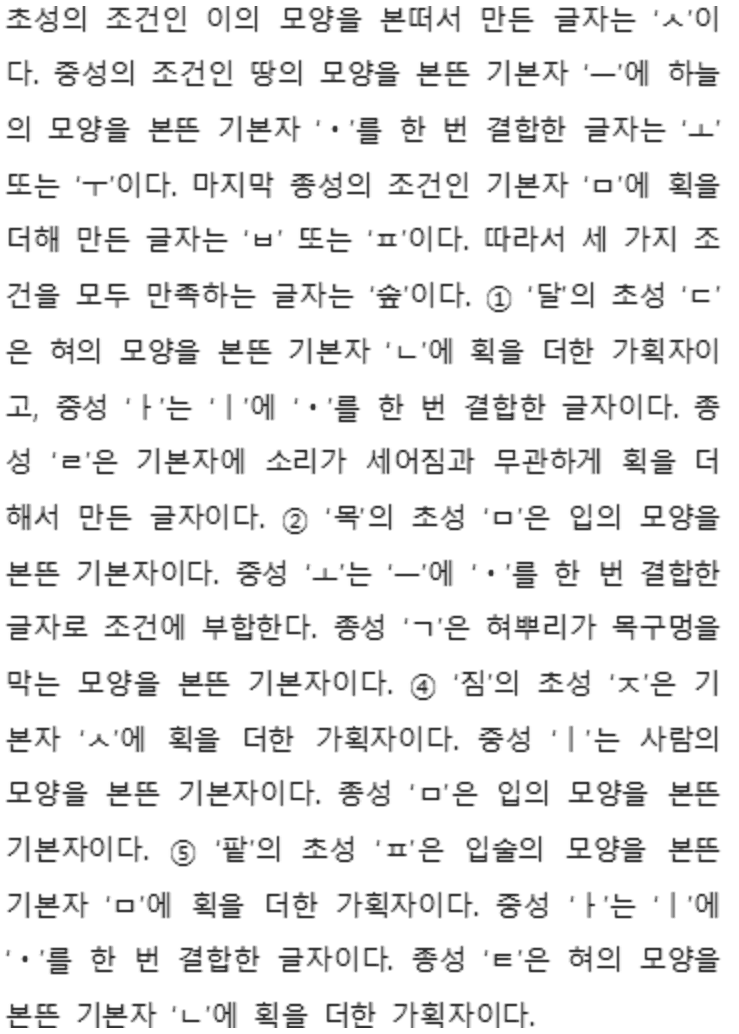 초성의 조건인 이의 모양을 본떠서 만든 글자는 ‘ㅅ’이
다. 중성의 조건인 땅의 모양을 본뜬 기본자 ‘ㅡ’에 하늘
의 모양을 본뜬 기본자 ‘ㆍ’를 한 번 결합한 글자는 ‘ㅗ’
또는 ‘ㅜ’이다. 마지막 종성의 조건인 기본자 ‘ㅁ’에 획을
더해 만든 글자는 ‘ㅂ’ 또는 ‘ㅍ’이다. 따라서 세 가지 조
건을 모두 만족하는 글자는 ‘숲’이다. ① ‘달’의 초성 ‘ㄷ’
은 혀의 모양을 본뜬 기본자 ‘ㄴ’에 획을 더한 가획자이
고, 중성 ‘ㅏ’는 ‘ㅣ’에 ‘ㆍ’를 한 번 결합한 글자이다. 종
성 ‘ㄹ’은 기본자에 소리가 세어짐과 무관하게 획을 더
해서 만든 글자이다. ② ‘목’의 초성 ‘ㅁ’은 입의 모양을
본뜬 기본자이다. 중성 ‘ㅗ’는 ‘ㅡ’에 ‘ㆍ’를 한 번 결합한
글자로 조건에 부합한다. 종성 ‘ㄱ’은 혀뿌리가 목구멍을
막는 모양을 본뜬 기본자이다. ④ ‘짐’의 초성 ‘ㅈ’은 기
본자 ‘ㅅ’에 획을 더한 가획자이다. 중성 ‘ㅣ’는 사람의
모양을 본뜬 기본자이다. 종성 ‘ㅁ’은 입의 모양을 본뜬
기본자이다. ⑤ ‘팥’의 초성 ‘ㅍ’은 입술의 모양을 본뜬
기본자 ‘ㅁ’에 획을 더한 가획자이다. 중성 ‘ㅏ’는 ‘ㅣ’에
‘ㆍ’를 한 번 결합한 글자이다. 종성 ‘ㅌ’은 혀의 모양을
본뜬 기본자 ‘ㄴ’에 획을 더한 가획자이다.